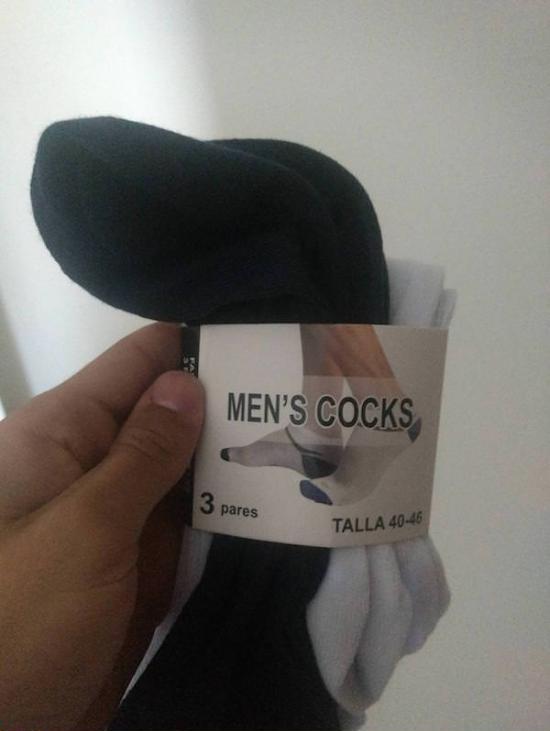 MEN'S COCKS
3 pares
TALLA 40-46